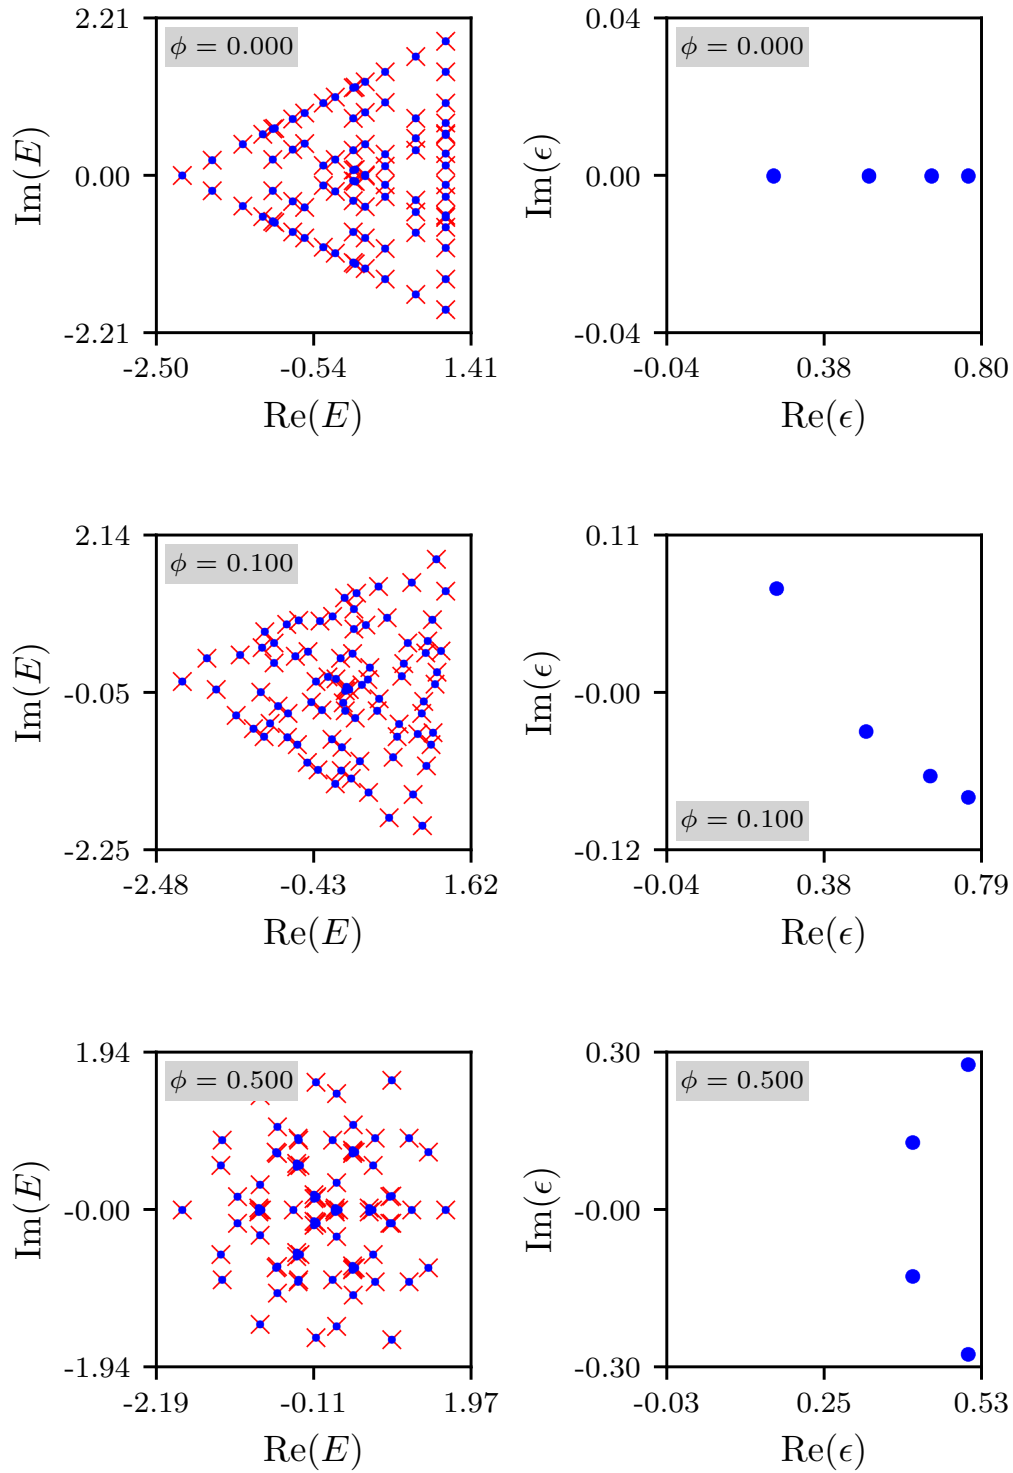 2.21
0.00
-2.21
Im(E)
ϕ = 0.000
-2.50 -0.54 1.41
Re(E)
0.04
0.00
-0.04
Im(ϵ)
ϕ = 0.000
-0.04 0.38 0.80
Re(ϵ)
2.14
-0.05
-2.25
Im(E)
ϕ = 0.100
-2.48 -0.43 1.62
Re(E)
0.11
-0.00
-0.12
Im(ϵ)
ϕ = 0.100
-0.04 0.38 0.79
Re(ϵ)
1.94
-0.00
-1.94
Im(E)
ϕ = 0.500
-2.19 -0.11 1.97
Re(E)
0.30
-0.00
-0.30
Im(ϵ)
ϕ = 0.500
-0.03 0.25 0.53
Re(ϵ)